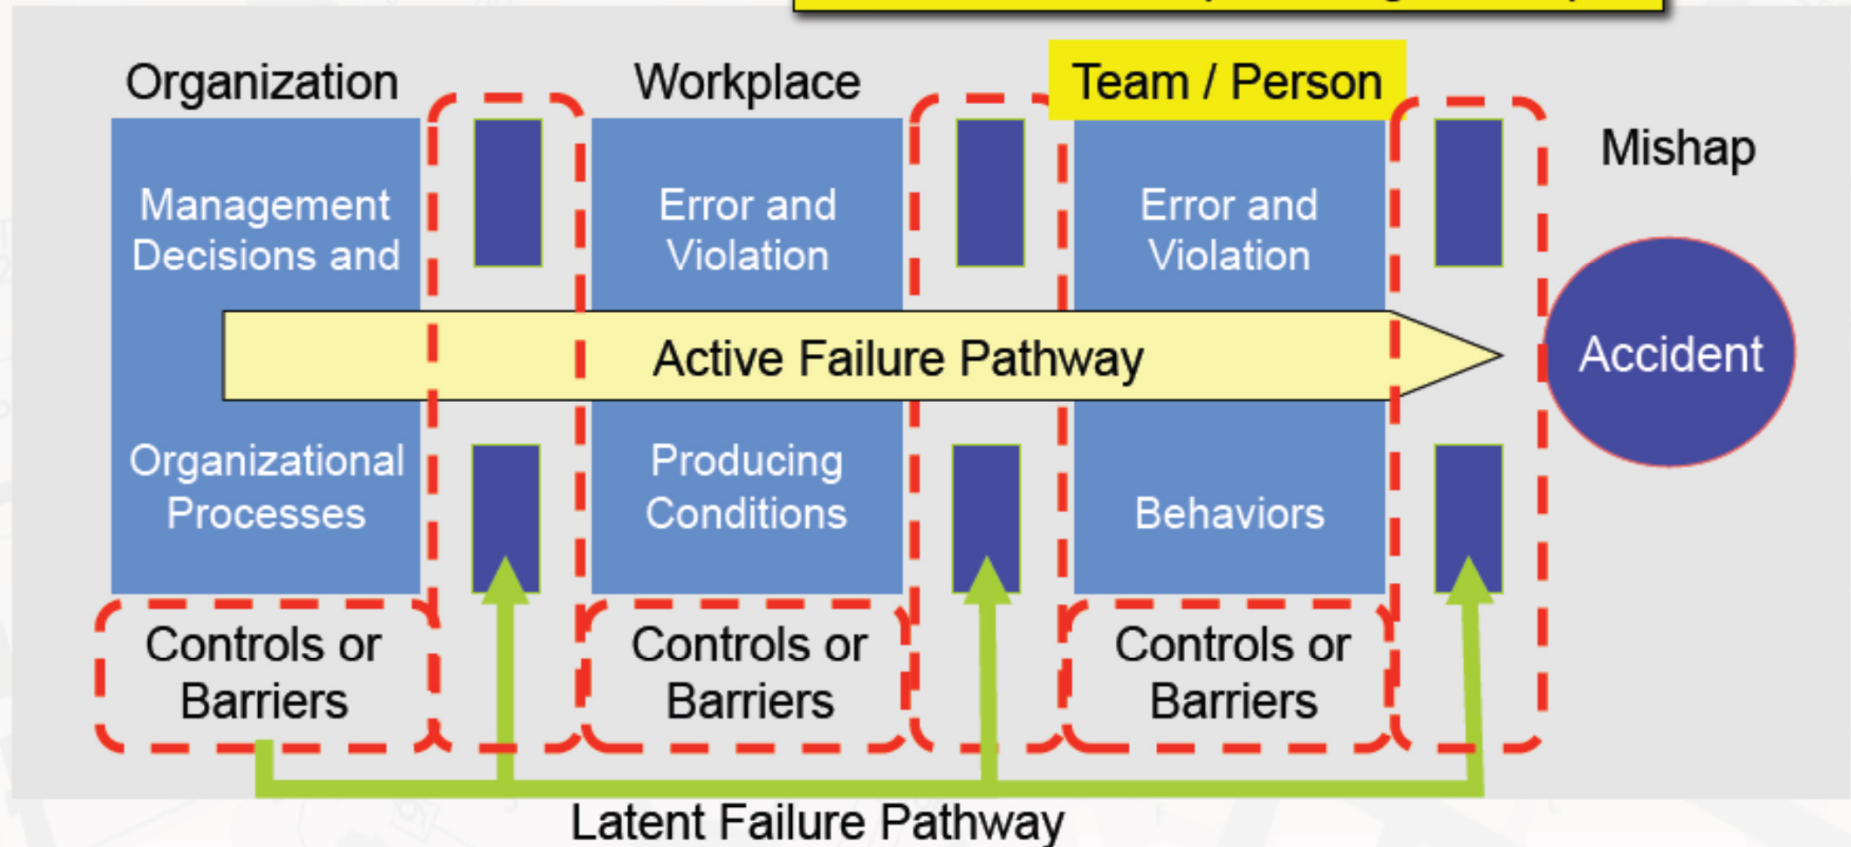 Organization
Workplace
Team / Person
Mishap
Management
Decisions and
Error and
Violation
Error and
Violation
Active Failure Pathway
Accident
Organizational
Processes
Producing
Conditions
Behaviors
Controls or
Barriers
Controls or
Barriers
Controls or
Barriers
Latent Failure Pathway